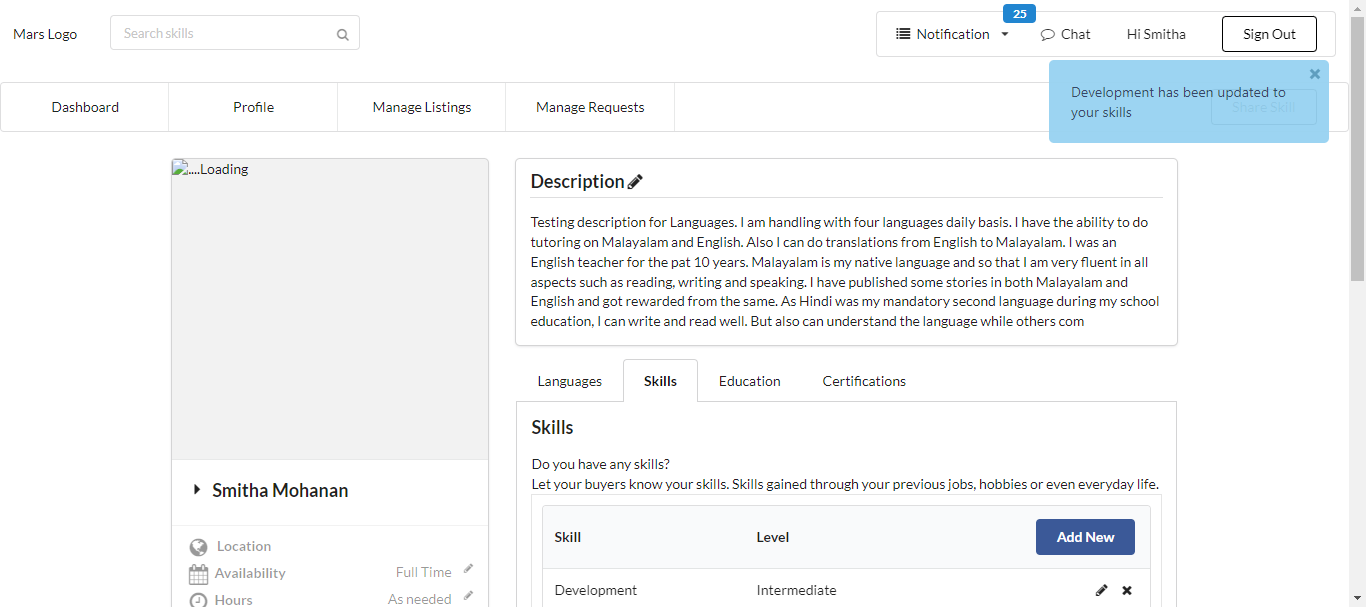 Mars Logo
Search skills
25
Notification
Chat
Hi Smitha
Sign Out
Development has been updated to
your skills
Dashboard
Profile
Manage Listings
Manage Requests
Share Skill
....Loading
Description
Testing description for Languages. I am handling with four languages daily basis. I have the ability to do
tutoring on Malayalam and English. Also I can do translations from English to Malayalam. I was an
English teacher for the pat 10 years. Malayalam is my native language and so that I am very fluent in all
aspects such as reading, writing and speaking. I have published some stories in both Malayalam and
English and got rewarded from the same. As Hindi was my mandatory second language during my school
education, I can write and read well. But also can understand the language while others com
Languages
Skills
Education
Certifications
Skills
Do you have any skills?
Let your buyers know your skills. Skills gained through your previous jobs, hobbies or even everyday life.
Skill
Level
Add New
Development
Intermediate
Smitha Mohanan
Location
Availability
Full Time
Hours
As needed